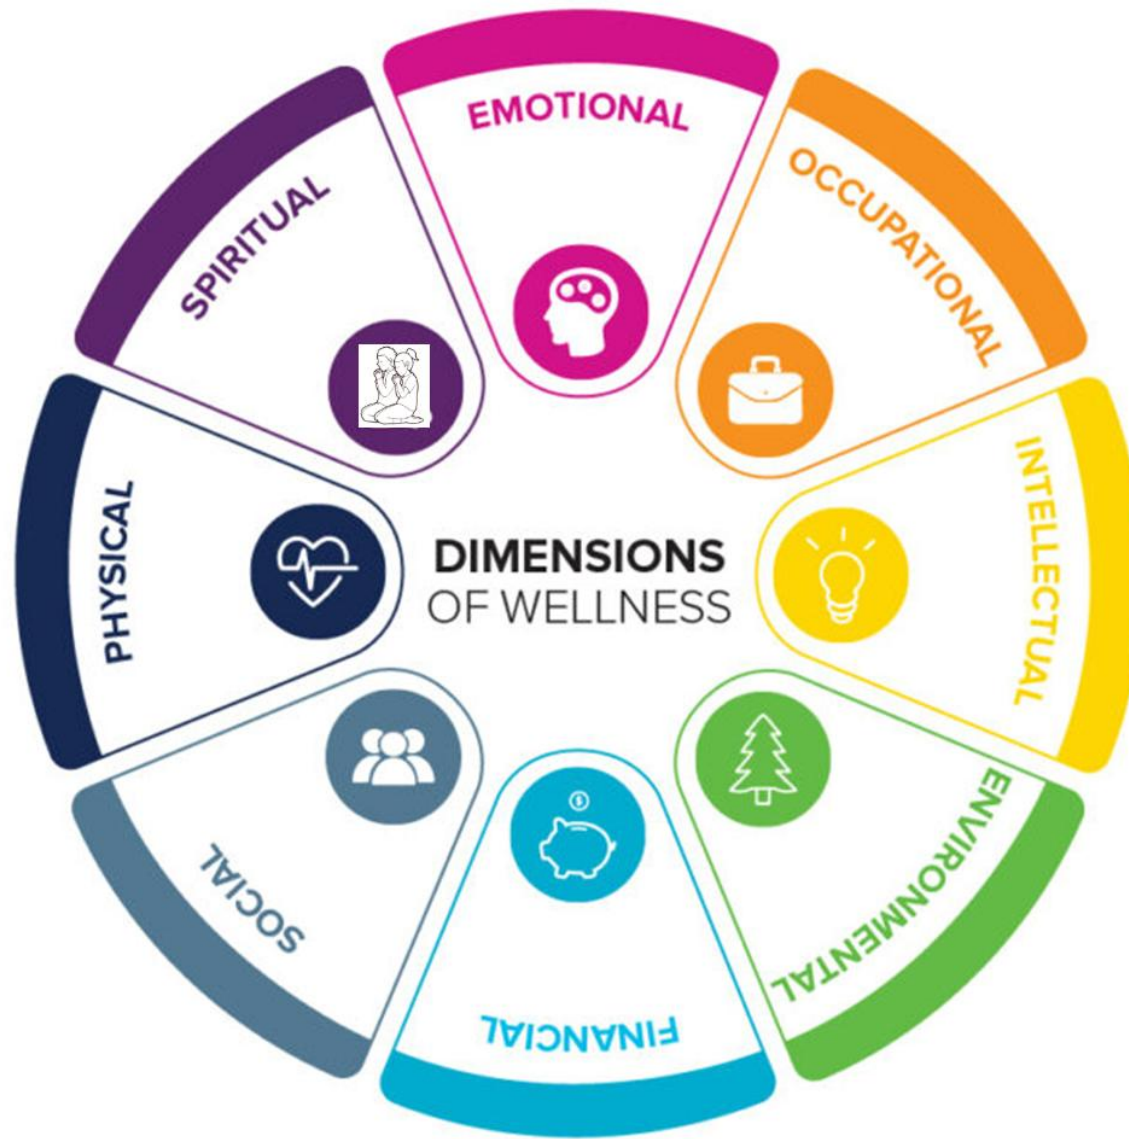 EMOTIONAL
OCCUPATIONAL
INTELLECTUAL
ENVIRONMENTAL
FINANCIAL
SOCIAL
PHYSICAL
SPIRITUAL
DIMENSIONS
OF WELLNESS
$